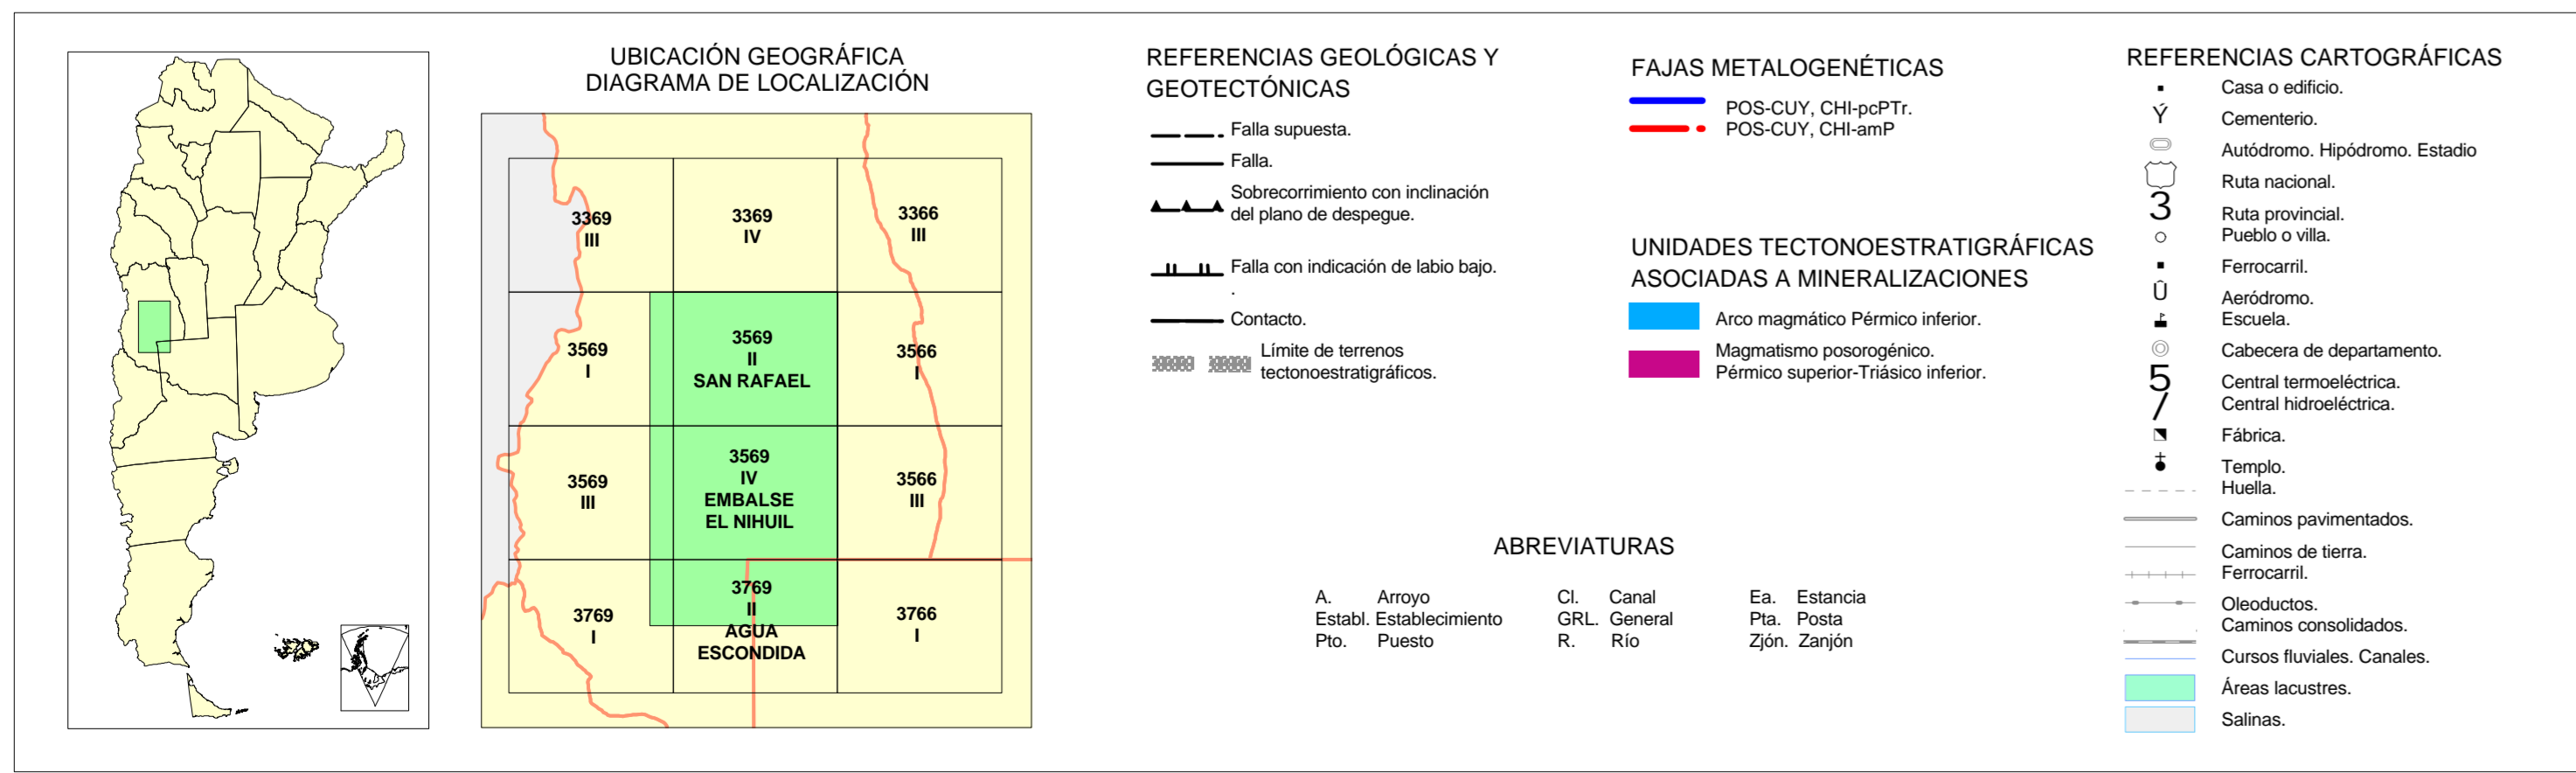 UBICACIÓN GEOGRÁFICA
DIAGRAMA DE LOCALIZACIÓN
3369
III
3369
IV
3366
III
3569
I
3569
II
SAN RAFAEL
3566
I
3569
III
3569
IV
EMBALSE
EL NIHUIL
3566
III
3769
I
3769
II
AGUA
ESCONDIDA
3766
I
REFERENCIAS GEOLÓGICAS Y
GEOTECTÓNICAS
Falla supuesta.
Falla.
Sobrecorrimiento con inclinación
del plano de despegue.
Falla con indicación de labio bajo.
.
Contacto.
Límite de terrenos
tectonoestratigráficos.
FAJAS METALOGENÉTICAS
POS-CUY, CHI-pcPTr.
POS-CUY, CHI-amP
UNIDADES TECTONOESTRATIGRÁFICAS
ASOCIADAS A MINERALIZACIONES
Arco magmático Pérmico inferior.
Magmatismo posorogénico.
Pérmico superior-Triásico inferior.
ABREVIATURAS
A. Arroyo Cl. Canal Ea. Estancia
Establ. Establecimiento GRL. General Pta. Posta
Pto. Puesto R. Río Zjón. Zanjón
REFERENCIAS CARTOGRÁFICAS
Casa o edificio.
Ý Cementerio.
Autódromo. Hipódromo. Estadio
Ruta nacional.
3 Ruta provincial.
Pueblo o villa.
Ferrocarril.
Û Aeródromo.
Escuela.
Cabecera de departamento.
5 Central termoeléctrica.
/ Central hidroeléctrica.
Fábrica.
Templo.
Huella.
Caminos pavimentados.
Caminos de tierra.
Ferrocarril.
Oleoductos.
Caminos consolidados.
Cursos fluviales. Canales.
Áreas lacustres.
Salinas.